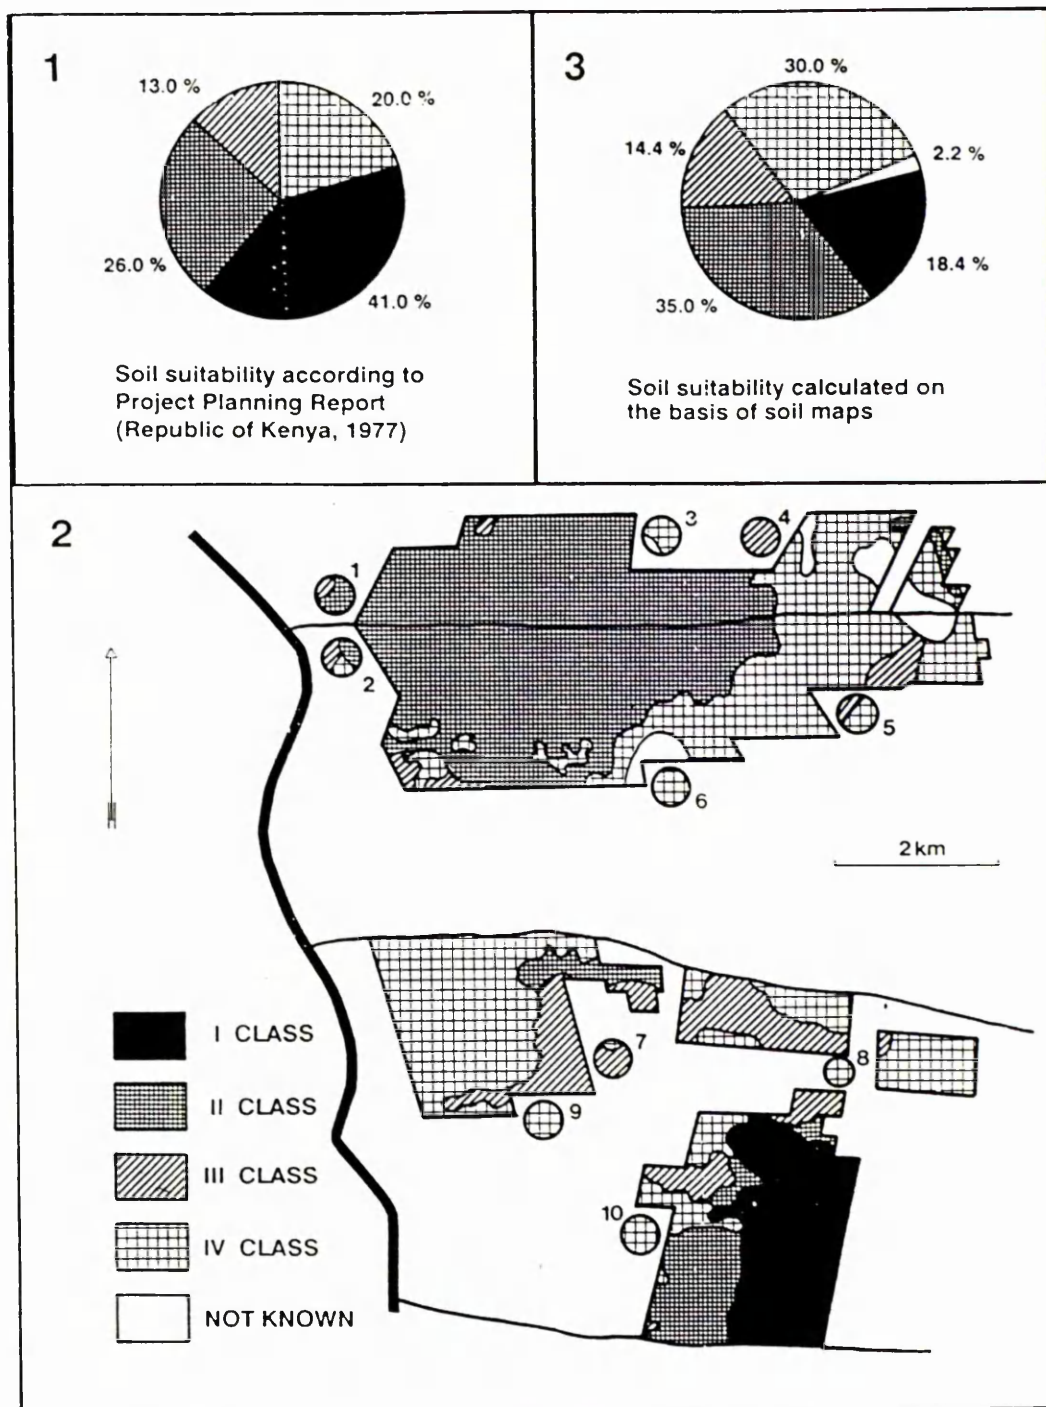 1
13.0 %
20.0 %
26.0 %
41.0 %
Soil suitability according to
Project Planning Report
(Republic of Kenya, 1977)
3
30.0 %
14.4 %
2.2 %
18.4 %
35.0 %
Soil suitability calculated on
the basis of soil maps
2
1
2
3
4
5
6
2 km
7
8
9
10
I CLASS
II CLASS
III CLASS
IV CLASS
NOT KNOWN